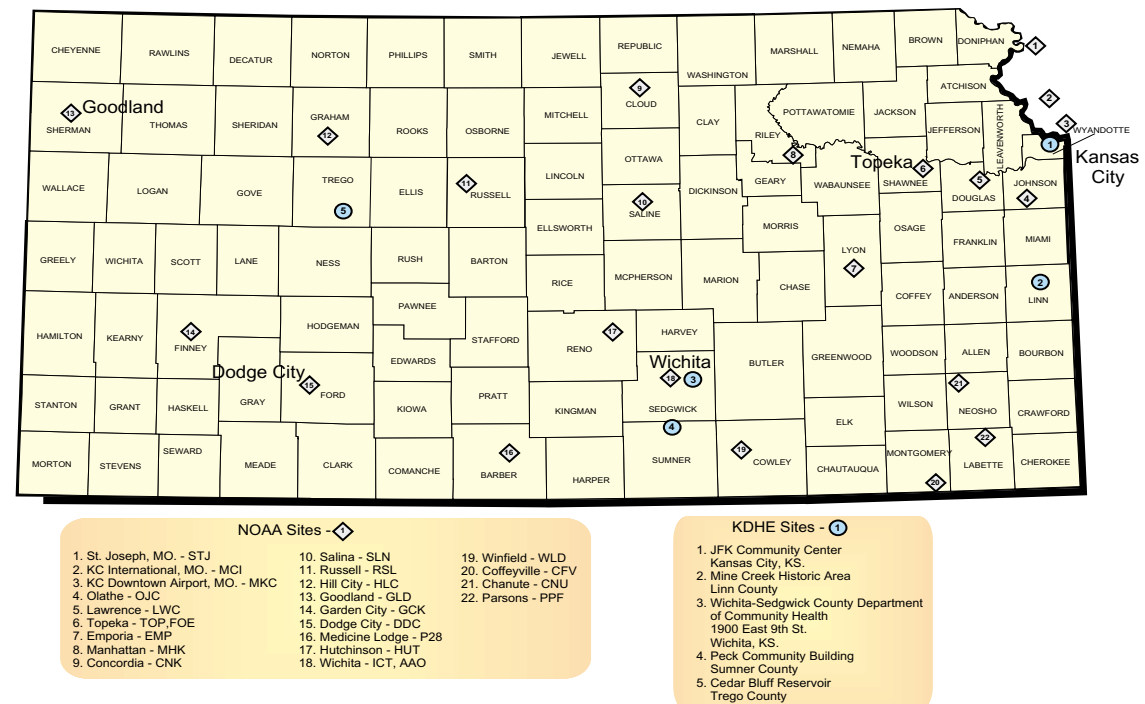 CHEYENNE
RAWLINS
DECATUR
NORTON
PHILLIPS
SMITH
JEWELL
REPUBLIC
WASHINGTON
MARSHALL
NEMAHA
BROWN
DONIPHAN
1
13
Goodland
SHERMAN
THOMAS
SHERIDAN
GRAHAM
12
ROOKS
OSBORNE
MITCHELL
9
CLOUD
CLAY
RILEY
8
POTTAWATOMIE
JACKSON
ATCHISON
JEFFERSON
LEAVENWORTH
2
3
WYANDOTTE
1
Kansas
City
WALLACE
LOGAN
GOVE
TREGO
5
ELLIS
11
RUSSELL
LINCOLN
OTTAWA
10
SALINE
DICKINSON
GEARY
WABAUNSEE
Topeka
6
SHAWNEE
5
DOUGLAS
JOHNSON
4
ELLSWORTH
MORRIS
LYON
7
OSAGE
FRANKLIN
MIAMI
GREELY
WICHITA
SCOTT
LANE
NESS
RUSH
BARTON
RICE
MCPHERSON
MARION
CHASE
COFFEY
ANDERSON
2
LINN
HAMILTON
KEARNY
14
FINNEY
HODGEMAN
PAWNEE
STAFFORD
EDWARDS
RENO
17
HARVEY
BUTLER
GREENWOOD
WOODSON
ALLEN
BOURBON
Dodge City
15
FORD
GRAY
Wichita
18
3
SEDGWICK
4
STANTON
GRANT
HASKELL
KIOWA
PRATT
KINGMAN
ELK
WILSON
21
NEOSHO
CRAWFORD
MORTON
STEVENS
SEWARD
MEADE
CLARK
COMANCHE
16
BARBER
HARPER
SUMNER
19
COWLEY
CHAUTAUQUA
MONTGOMERY
20
22
LABETTE
CHEROKEE
NOAA Sites - 1
1. St. Joseph, MO. - STJ
2. KC International, MO. - MCI
3. KC Downtown Airport, MO. - MKC
4. Olathe - OJC
5. Lawrence - LWC
6. Topeka - TOP,FOE
7. Emporia - EMP
8. Manhattan - MHK
9. Concordia - CNK
10. Salina - SLN
11. Russell - RSL
12. Hill City - HLC
13. Goodland - GLD
14. Garden City - GCK
15. Dodge City - DDC
16. Medicine Lodge - P28
17. Hutchinson - HUT
18. Wichita - ICT, AAO
19. Winfield - WLD
20. Coffeyville - CFV
21. Chanute - CNU
22. Parsons - PPF
KDHE Sites - 1
1. JFK Community Center
Kansas City, KS.
2. Mine Creek Historic Area
Linn County
3. Wichita-Sedgwick County Department
of Community Health
1900 East 9th St.
Wichita, KS.
4. Peck Community Building
Sumner County
5. Cedar Bluff Reservoir
Trego County